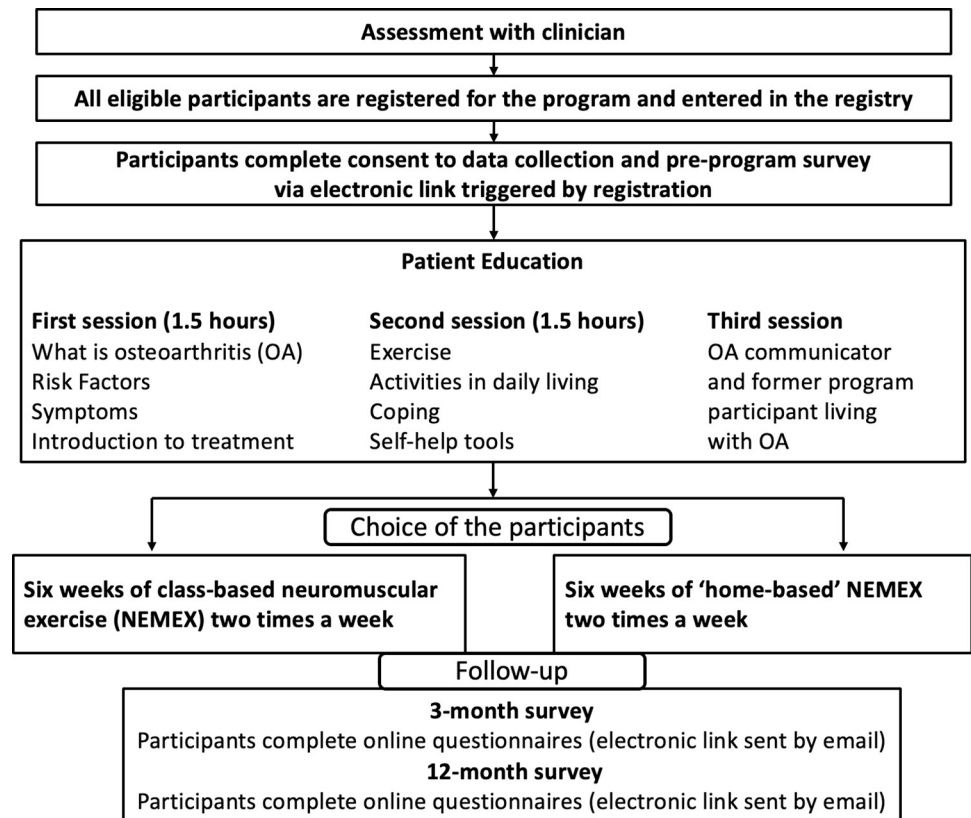 Assessment with clinician
All eligible participants are registered for the program and entered in the registry
Participants complete consent to data collection and pre-program survey
via electronic link triggered by registration
Patient Education
First session (1.5 hours)
What is osteoarthritis (OA)
Risk Factors
Symptoms
Introduction to treatment
Second session (1.5 hours)
Exercise
Activities in daily living
Coping
Self-help tools
Third session
OA communicator
and former program
participant living
with OA
Choice of the participants
Six weeks of class-based neuromuscular
exercise (NEMEX) two times a week
Six weeks of ‘home-based’ NEMEX
two times a week
Follow-up
3-month survey
Participants complete online questionnaires (electronic link sent by email)
12-month survey
Participants complete online questionnaires (electronic link sent by email)